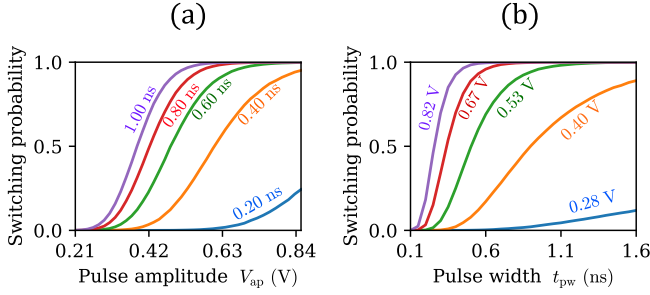 (a)
Switching probability
1.0
0.5
0.0
1.00 ns
0.80 ns
0.60 ns
0.40 ns
0.20 ns
0.21 0.42 0.63 0.84
Pulse amplitude V_ap (V)
(b)
Switching probability
1.0
0.5
0.0
0.82 V
0.67 V
0.53 V
0.40 V
0.28 V
0.1 0.6 1.1 1.6
Pulse width t_pw (ns)